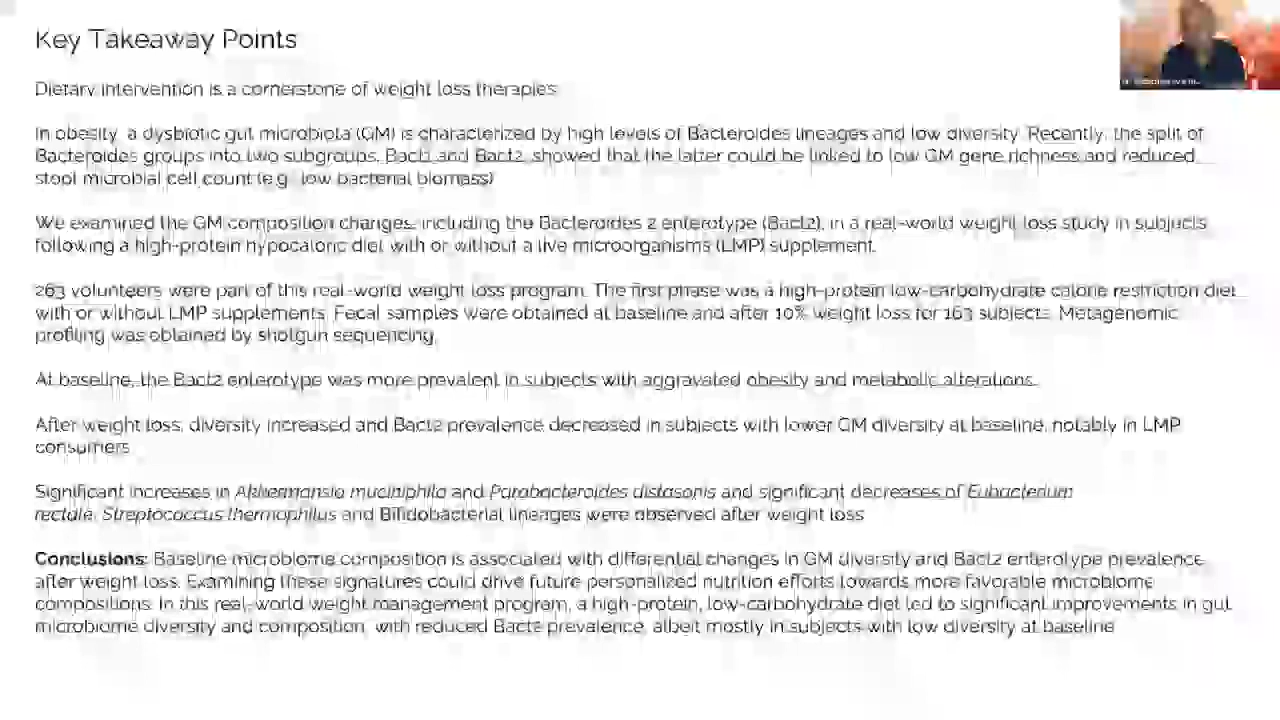 Key Takeaway Points
Dietary intervention is a cornerstone of weight loss therapies.
In obesity, a dysbiotic gut microbiota (GM) is characterized by high levels of Bacteroides lineages and low diversity. Recently, the split of
Bacteroides groups into two subgroups, Bact1 and Bact2, showed that the latter could be linked to low GM gene richness and reduced
stool microbial cell count (e.g., low bacterial biomass)
We examined the GM composition changes, including the Bacteroides 2 enterotype (Bact2), in a real-world weight loss study in subjects
following a high-protein hypocaloric diet with or without a live microorganisms (LMP) supplement.
263 volunteers were part of this real-world weight loss program. The first phase was a high-protein low-carbohydrate calorie restriction diet
with or without LMP supplements. Fecal samples were obtained at baseline and after 10% weight loss for 163 subjects. Metagenomic
profiling was obtained by shotgun sequencing.
At baseline, the Bact2 enterotype was more prevalent in subjects with aggravated obesity and metabolic alterations.
After weight loss, diversity increased and Bact2 prevalence decreased in subjects with lower GM diversity at baseline, notably in LMP
consumers.
Significant increases in Akkermansia muciniphila and Parabacteroides distasonis and significant decreases of Eubacterium
rectale, Streptococcus thermophilus and Bifidobacterial lineages were observed after weight loss
Conclusions: Baseline microbiome composition is associated with differential changes in GM diversity and Bact2 enterotype prevalence
after weight loss. Examining these signatures could drive future personalized nutrition efforts towards more favorable microbiome
compositions. In this real-world weight management program, a high-protein, low-carbohydrate diet led to significant improvements in gut
microbiome diversity and composition, with reduced Bact2 prevalence, albeit mostly in subjects with low diversity at baseline